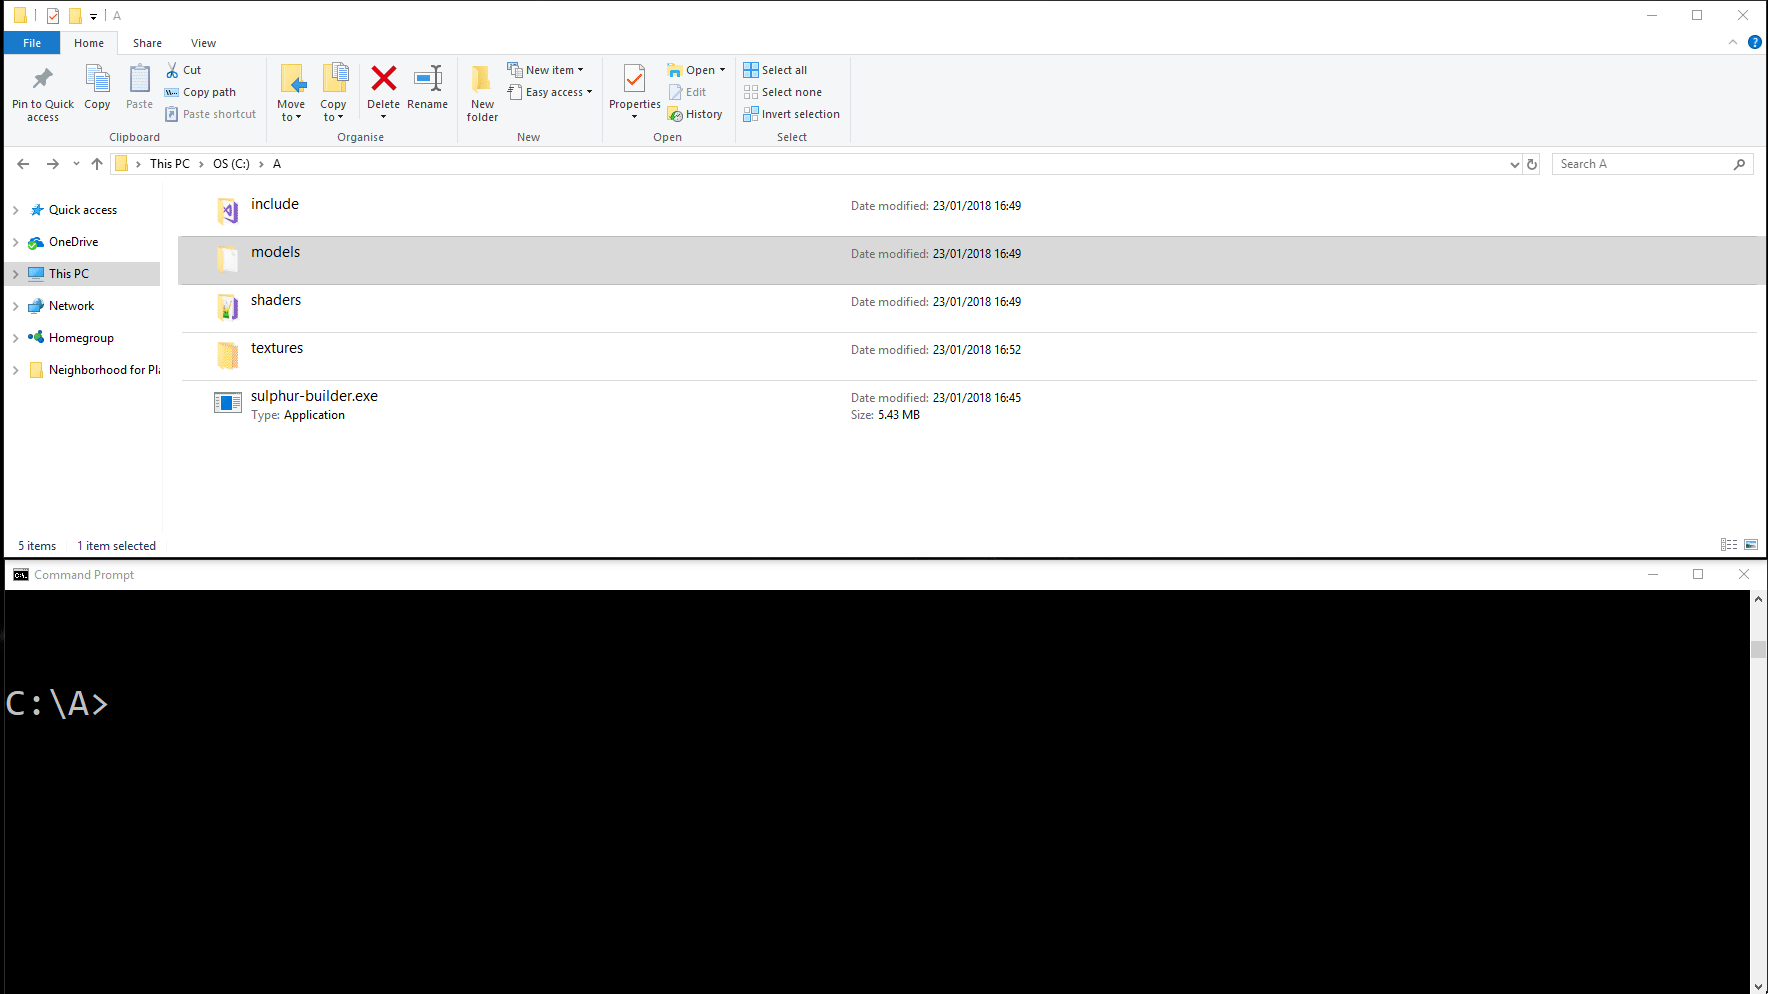 A
File Home Share View
Pin to Quick access
Copy
Paste
Cut
Copy path
Paste shortcut
Clipboard
Move to
Copy to
Delete
Rename
Organise
New folder
New item
Easy access
New
Properties
Open
Edit
History
Open
Select all
Select none
Invert selection
Select
This PC OS (C:) A
Search A
Quick access
OneDrive
This PC
Network
Homegroup
Neighborhood for Pl
include Date modified: 23/01/2018 16:49
models Date modified: 23/01/2018 16:49
shaders Date modified: 23/01/2018 16:49
textures Date modified: 23/01/2018 16:52
sulphur-builder.exe Date modified: 23/01/2018 16:45
Type: Application Size: 5.43 MB
5 items 1 item selected
Command Prompt
C:\A>